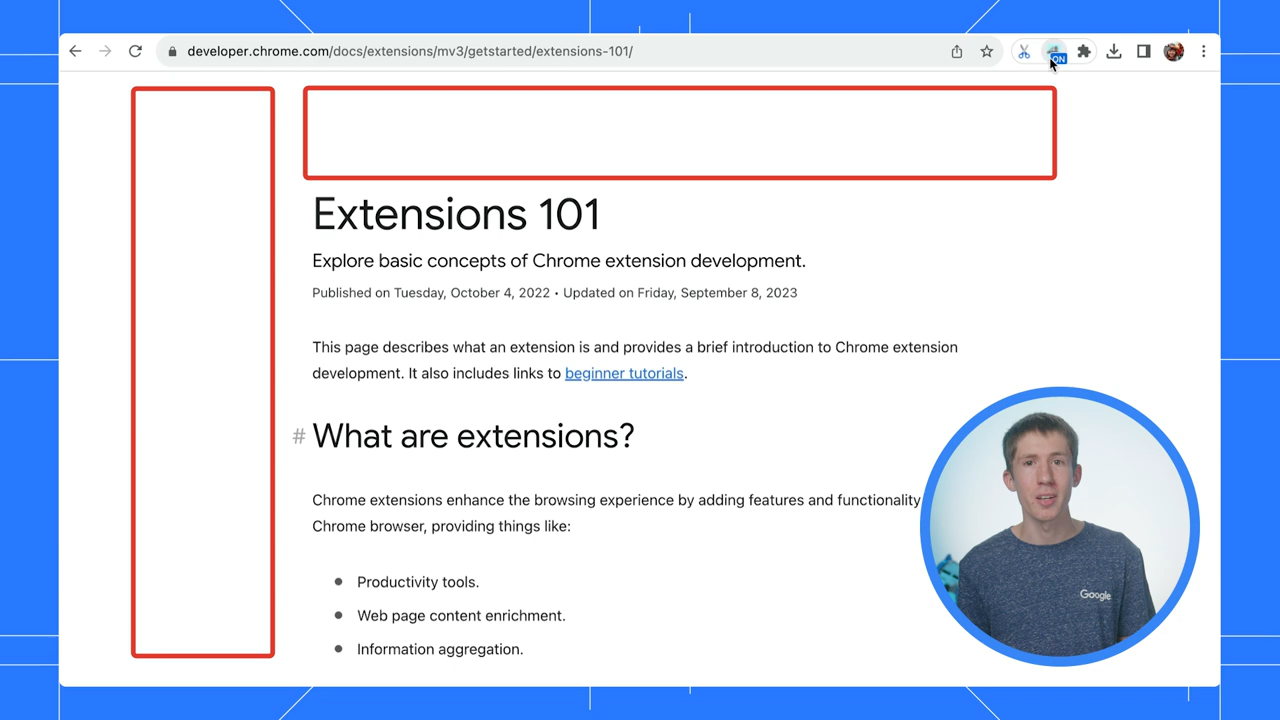 developer.chrome.com/docs/extensions/mv3/getstarted/extensions-101/
ON
Extensions 101
Explore basic concepts of Chrome extension development.
Published on Tuesday, October 4, 2022 • Updated on Friday, September 8, 2023
This page describes what an extension is and provides a brief introduction to Chrome extension
development. It also includes links to beginner tutorials.
# What are extensions?
Chrome extensions enhance the browsing experience by adding features and functionality
Chrome browser, providing things like:
• Productivity tools.
• Web page content enrichment.
• Information aggregation.
Google